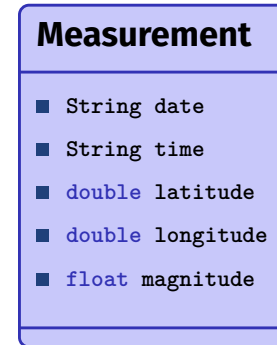 Measurement
String date
String time
double latitude
double longitude
float magnitude